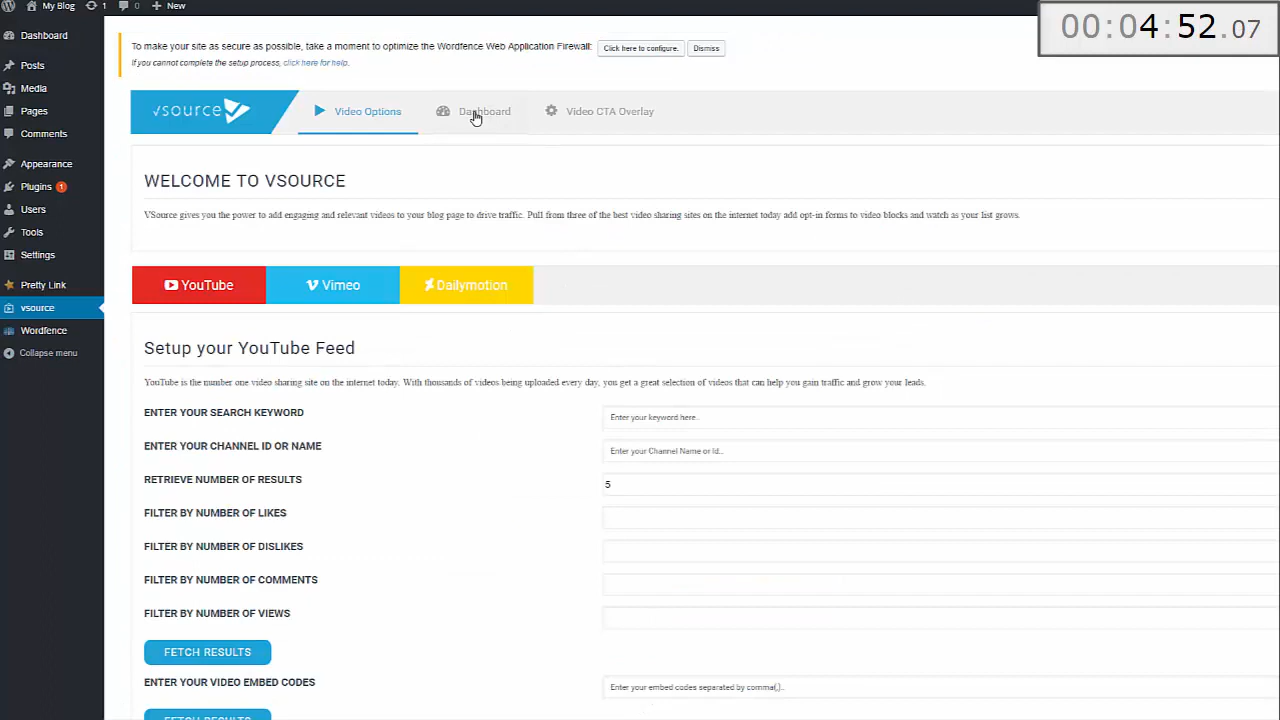 My Blog 1 0 New
00:04:52.07
Dashboard
Posts
Media
Pages
Comments
Appearance
Plugins 1
Users
Tools
Settings
Pretty Link
vsource
Wordfence
Collapse menu
To make your site as secure as possible, take a moment to optimize the Wordfence Web Application Firewall: Click here to configure. Dismiss
If you cannot complete the setup process, click here for help.
vsource Video Options Dashboard Video CTA Overlay
WELCOME TO VSOURCE
VSource gives you the power to add engaging and relevant videos to your blog page to drive traffic. Pull from three of the best video sharing sites on the internet today add opt-in forms to video blocks and watch as your list grows.
YouTube Vimeo Dailymotion
Setup your YouTube Feed
YouTube is the number one video sharing site on the internet today. With thousands of videos being uploaded every day, you get a great selection of videos that can help you gain traffic and grow your leads.
ENTER YOUR SEARCH KEYWORD Enter your keyword here..
ENTER YOUR CHANNEL ID OR NAME Enter your Channel Name or Id...
RETRIEVE NUMBER OF RESULTS 5
FILTER BY NUMBER OF LIKES
FILTER BY NUMBER OF DISLIKES
FILTER BY NUMBER OF COMMENTS
FILTER BY NUMBER OF VIEWS
FETCH RESULTS
ENTER YOUR VIDEO EMBED CODES Enter your embed codes separated by comma(,)..
FETCH RESULTS